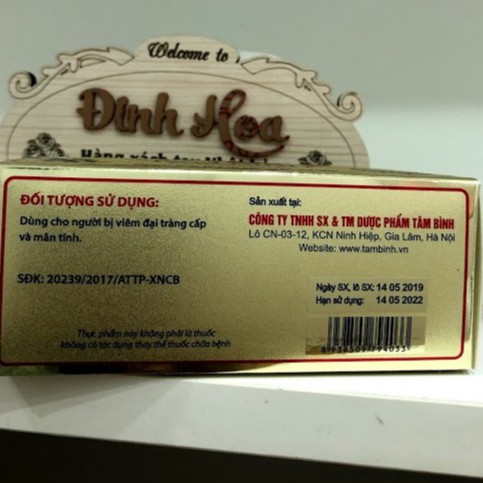 Welcome to
Đinh Hoa
Hàng xách tay
ĐỐI TƯỢNG SỬ DỤNG:
Dùng cho người bị viêm đại tràng cấp
và mãn tính.
SĐK: 20239/2017/ATTP-XNCB
Thực phẩm này không phải là thuốc
không có tác dụng thay thế thuốc chữa bệnh
Sản xuất tại:
CÔNG TY TNHH SX & TM DƯỢC PHẨM TÂM BÌNH
Lô CN-03-12, KCN Ninh Hiệp, Gia Lâm, Hà Nội
Website: www.tambinh.vn
Ngày SX, lô SX: 14 05 2019
Hạn sử dụng: 14 05 2022